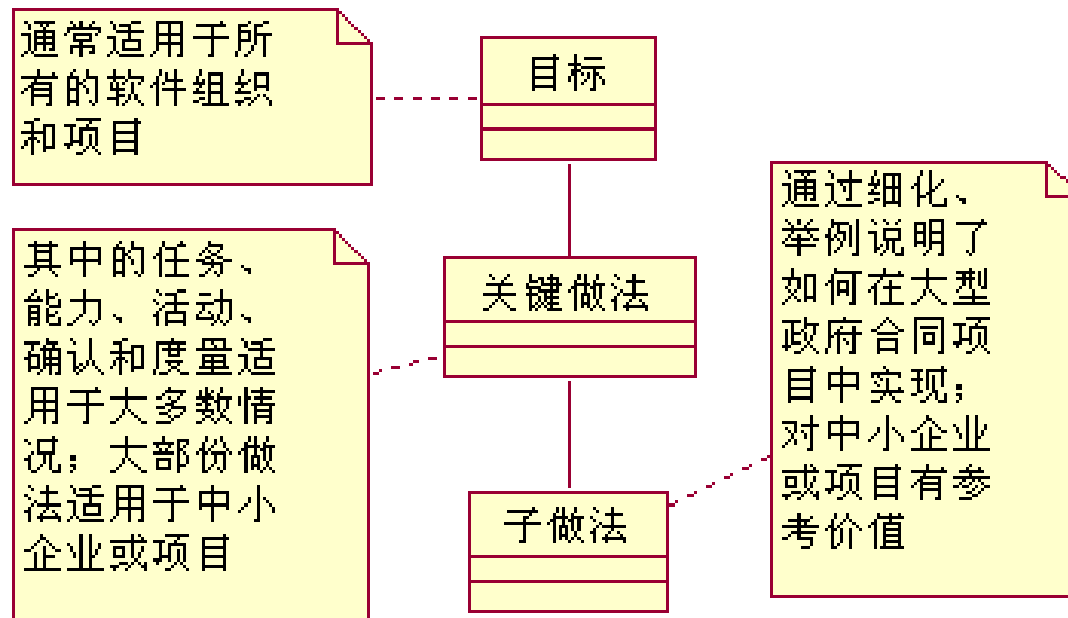 通常适用于所
有的软件组织
和项目
目标
其中的任务、
能力、活动、
确认和度量适
用于大多数情
况；大部份做
法适用于中小
企业或项目
关键做法
子做法
通过细化、
举例说明了
如何在大型
政府合同项
目中实现；
对中小企业
或项目有参
考价值